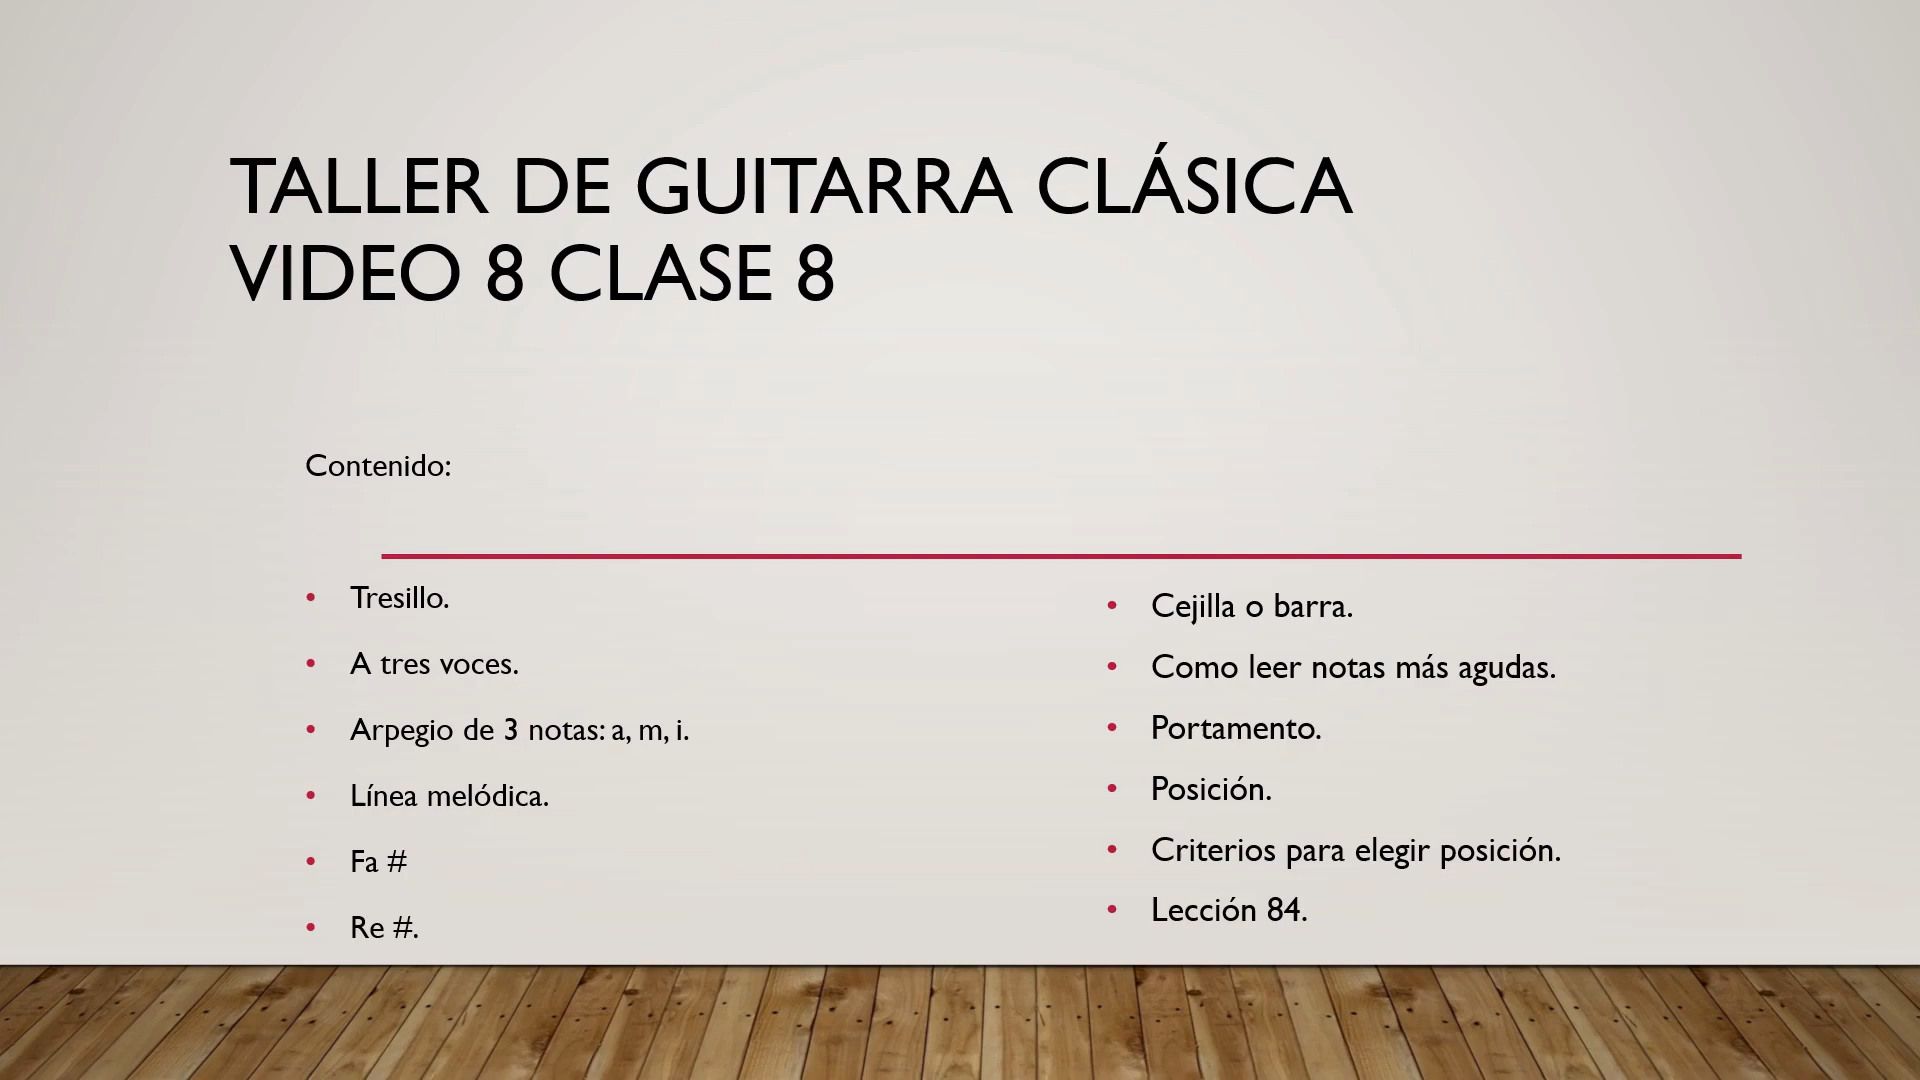 TALLER DE GUITARRA CLÁSICA
VIDEO 8 CLASE 8
Contenido:
• Tresillo.
• A tres voces.
• Arpegio de 3 notas: a, m, i.
• Línea melódica.
• Fa #
• Re #.
• Cejilla o barra.
• Como leer notas más agudas.
• Portamento.
• Posición.
• Criterios para elegir posición.
• Lección 84.